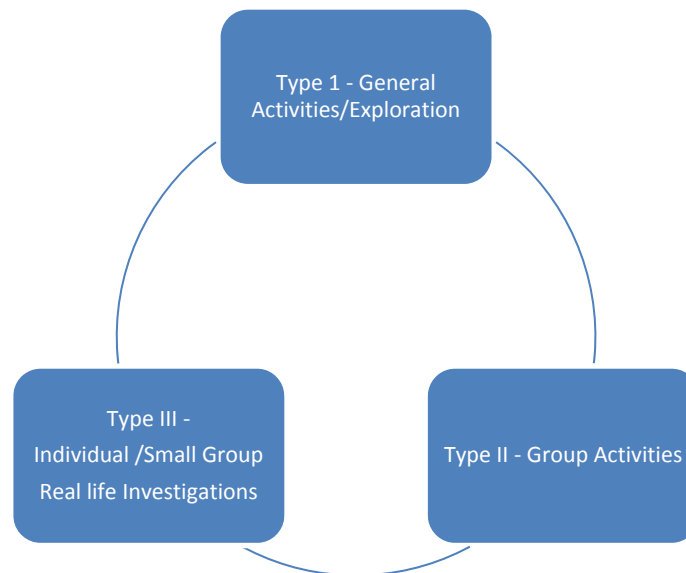 Type 1 - General
Activities/Exploration
Type III -
Individual /Small Group
Real life Investigations
Type II - Group Activities